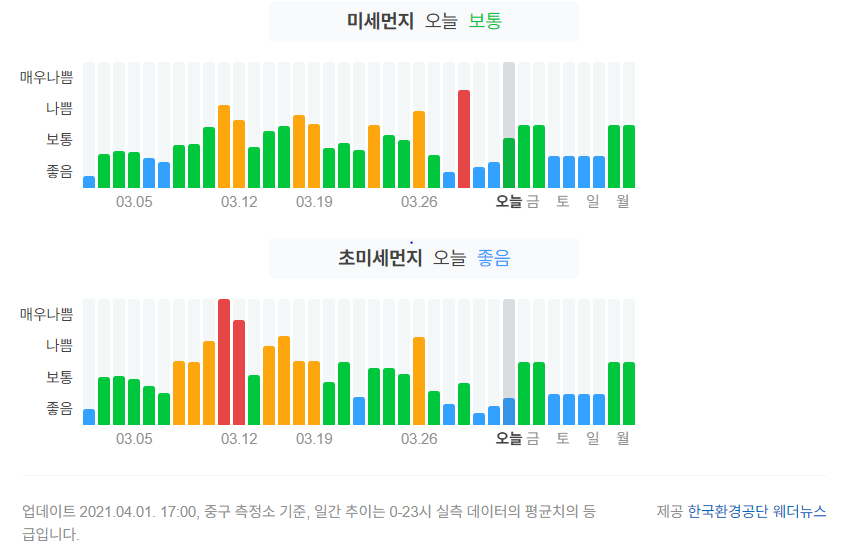 미세먼지 오늘 보통
매우나쁨
나쁨
보통
좋음
03.05 03.12 03.19 03.26 오늘 금 토 일 월
초미세먼지 오늘 좋음
매우나쁨
나쁨
보통
좋음
03.05 03.12 03.19 03.26 오늘 금 토 일 월
업데이트 2021.04.01. 17:00, 중구 측정소 기준, 일간 추이는 0-23시 실측 데이터의 평균치의 등
급입니다.
제공 한국환경공단 웨더뉴스